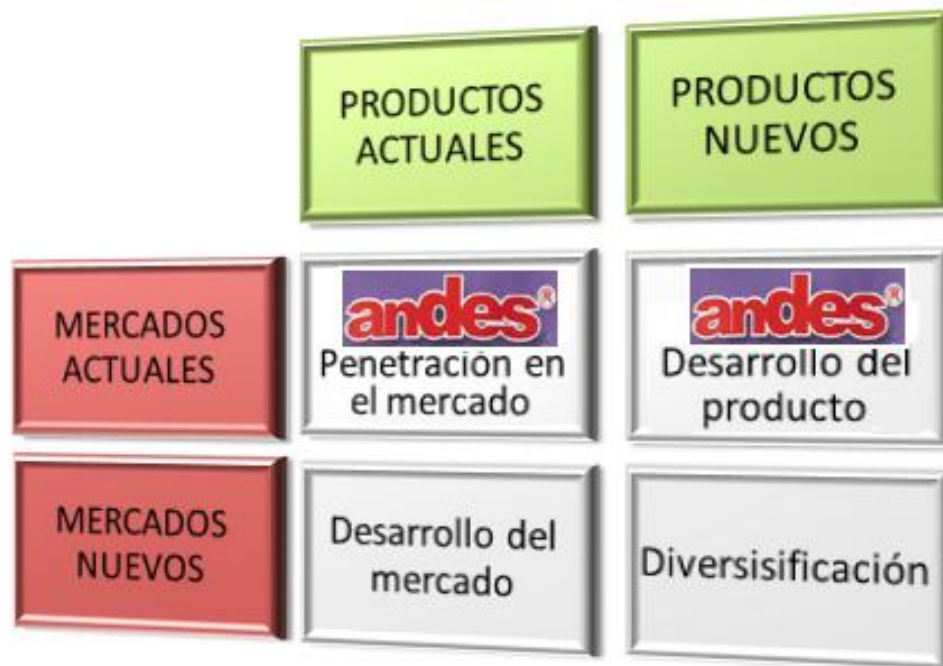 PRODUCTOS
ACTUALES
PRODUCTOS
NUEVOS
MERCADOS
ACTUALES
andes®
Penetración en
el mercado
andes®
Desarrollo del
producto
MERCADOS
NUEVOS
Desarrollo del
mercado
Diversisificación